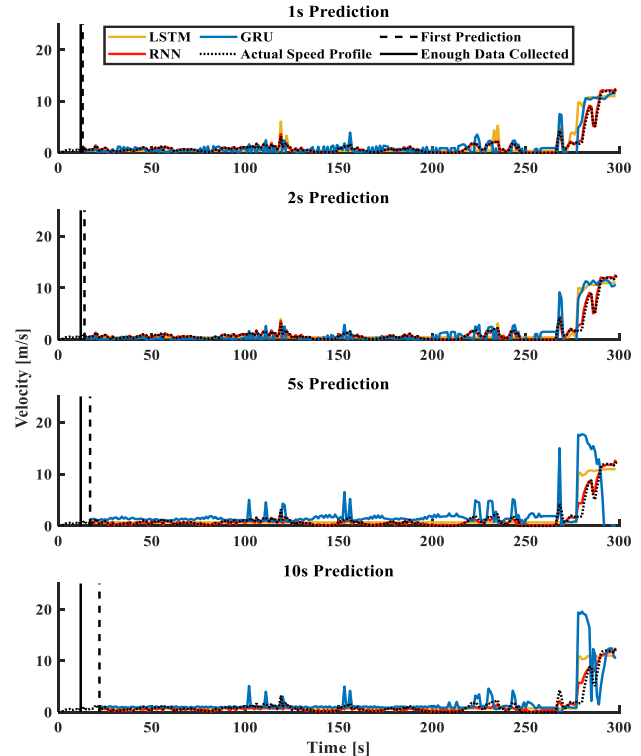 1s Prediction
LSTM GRU First Prediction
RNN Actual Speed Profile Enough Data Collected
20
10
0
0 50 100 150 200 250 300
2s Prediction
20
10
0
0 50 100 150 200 250 300
5s Prediction
20
10
0
0 50 100 150 200 250 300
10s Prediction
20
10
0
0 50 100 150 200 250 300
Velocity [m/s]
Time [s]